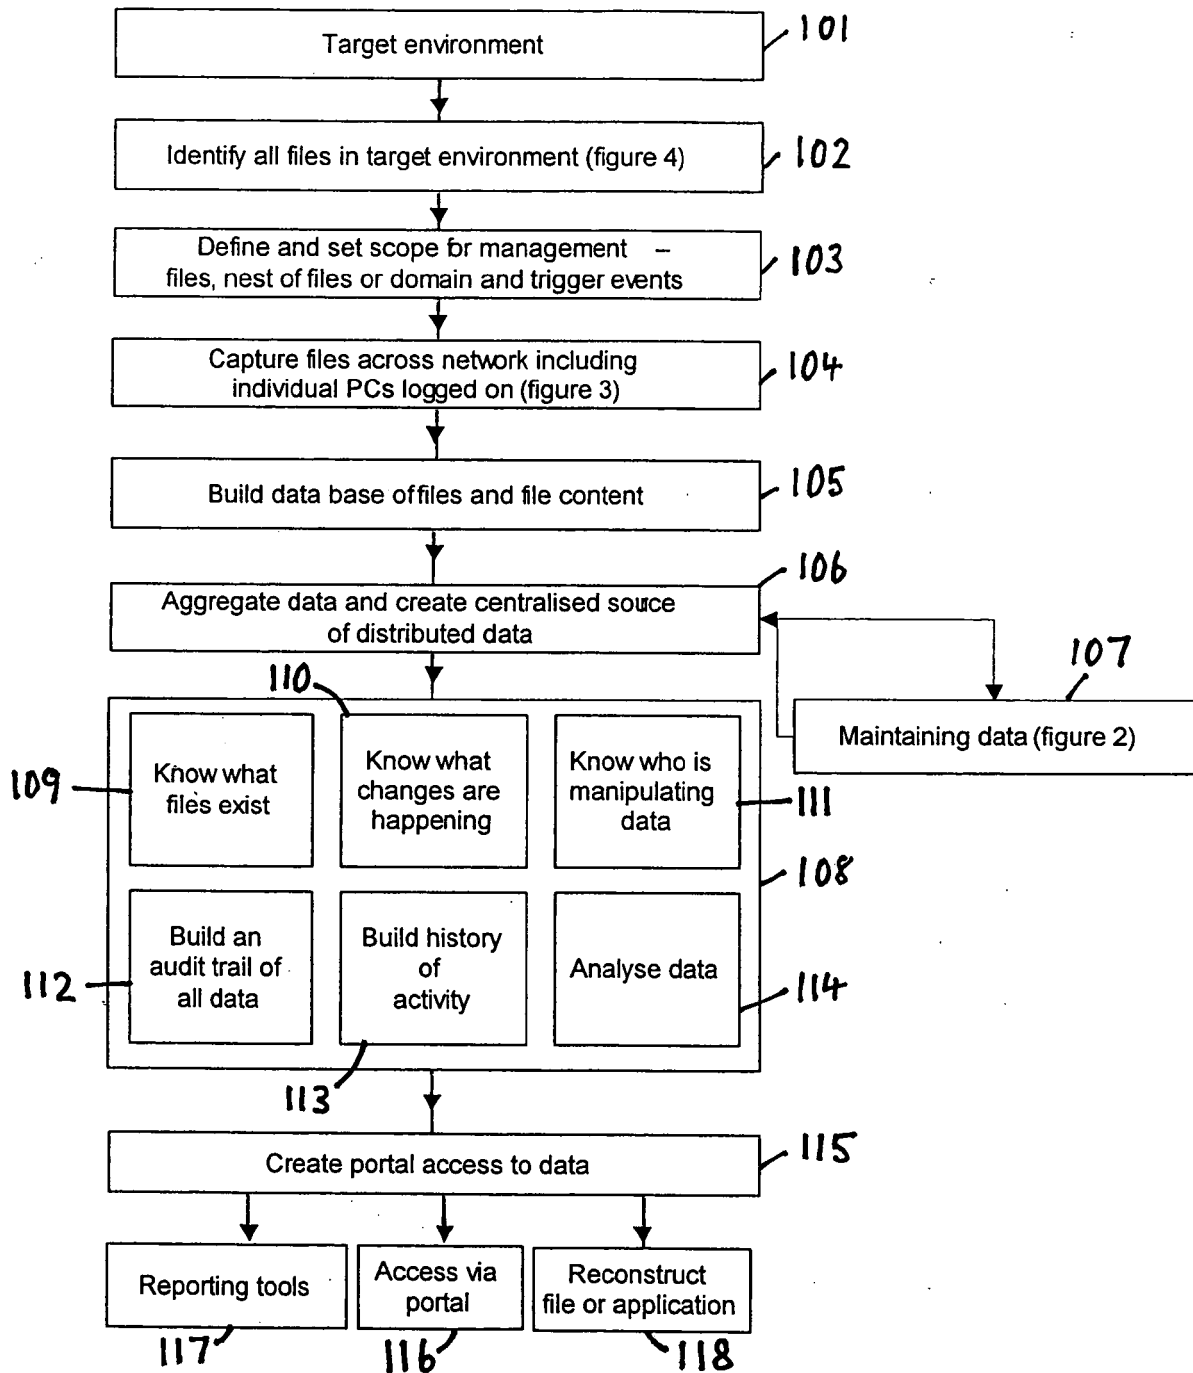 Target environment
101
Identify all files in target environment (figure 4)
102
Define and set scope for management –
files, nest of files or domain and trigger events
103
Capture files across network including
individual PCs logged on (figure 3)
104
Build data base of files and file content
105
106
Aggregate data and create centralised source
of distributed data
107
Maintaining data (figure 2)
110
109
Know what
files exist
Know what
changes are
happening
Know who is
manipulating
data
111
108
112
Build an
audit trail of
all data
Build history
of
activity
Analyse data
114
113
Create portal access to data
115
Reporting tools
Access via
portal
Reconstruct
file or application
117
116
118